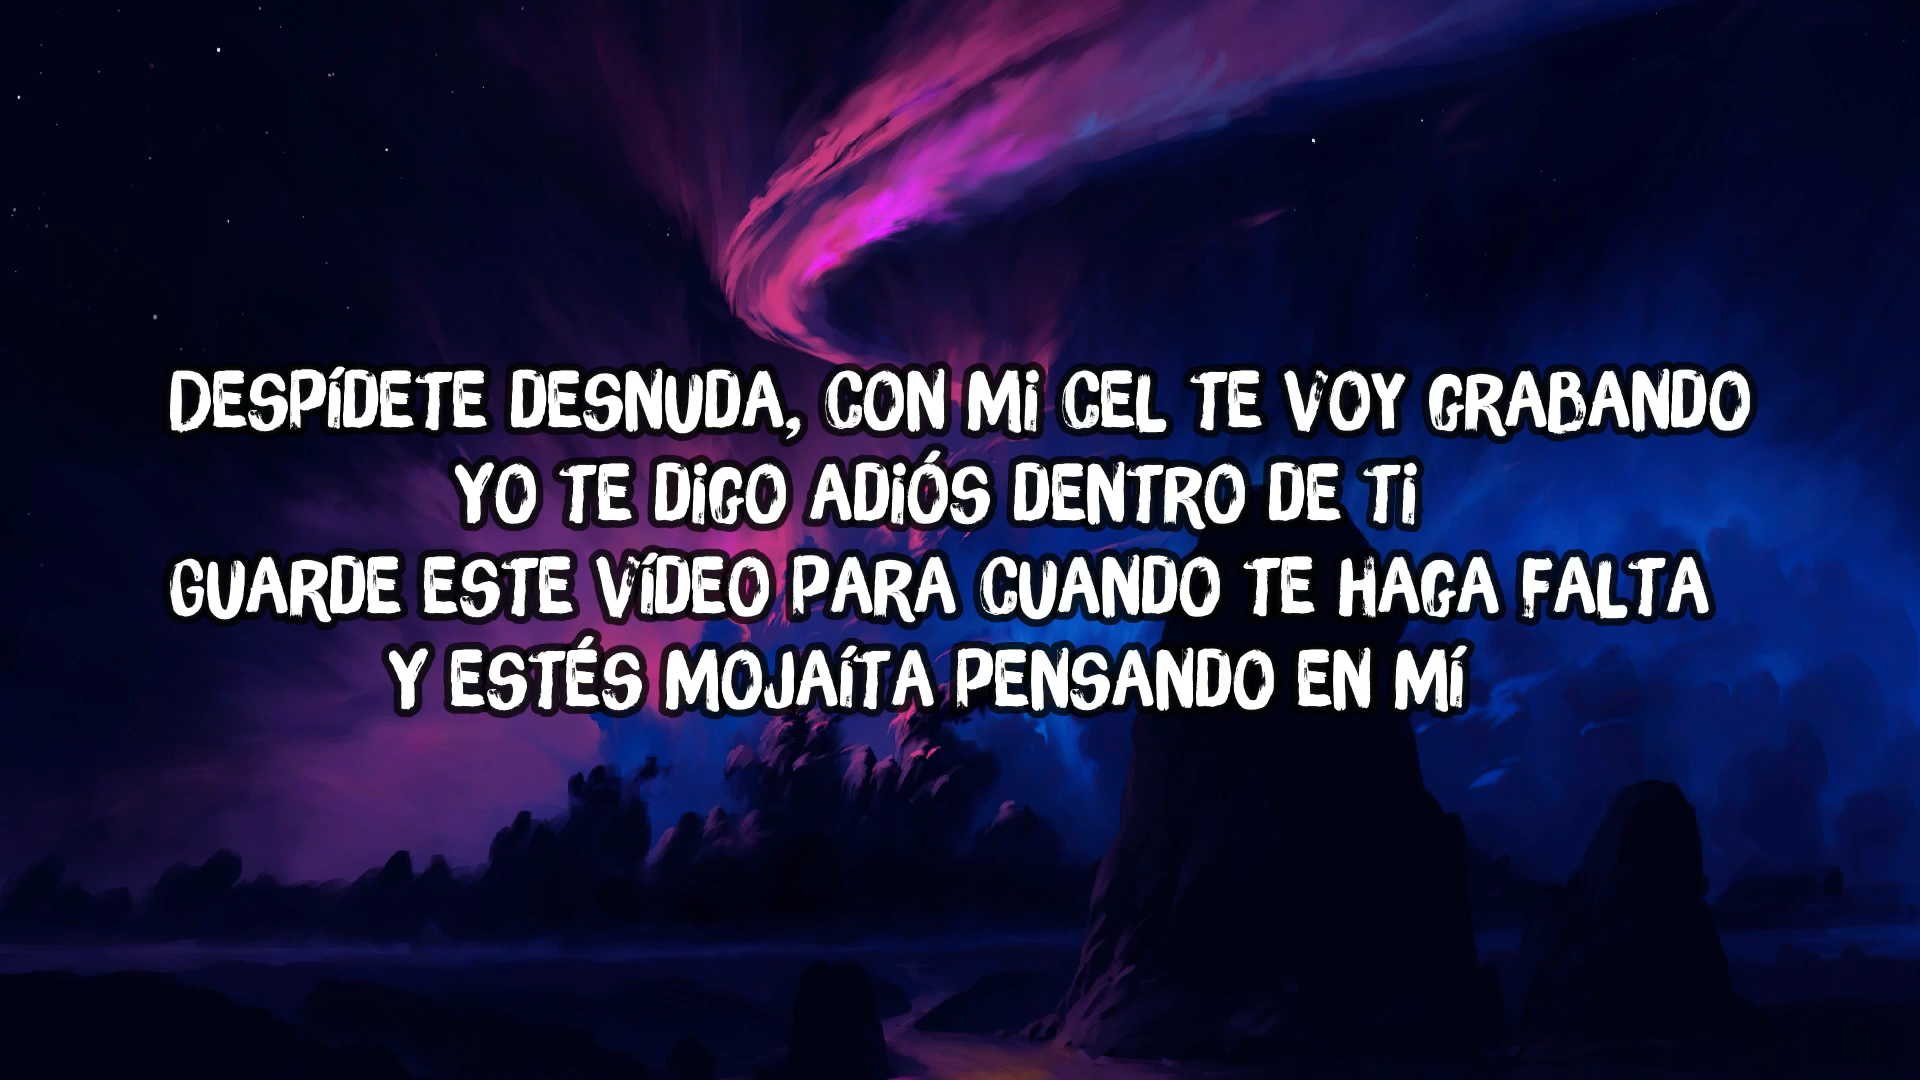 DESPÍDETE DESNUDA, CON MI CEL TE VOY GRABANDO
YO TE DIGO ADIÓS DENTRO DE TI
GUARDE ESTE VÍDEO PARA CUANDO TE HAGA FALTA
Y ESTÉS MOJAÍTA PENSANDO EN MÍ